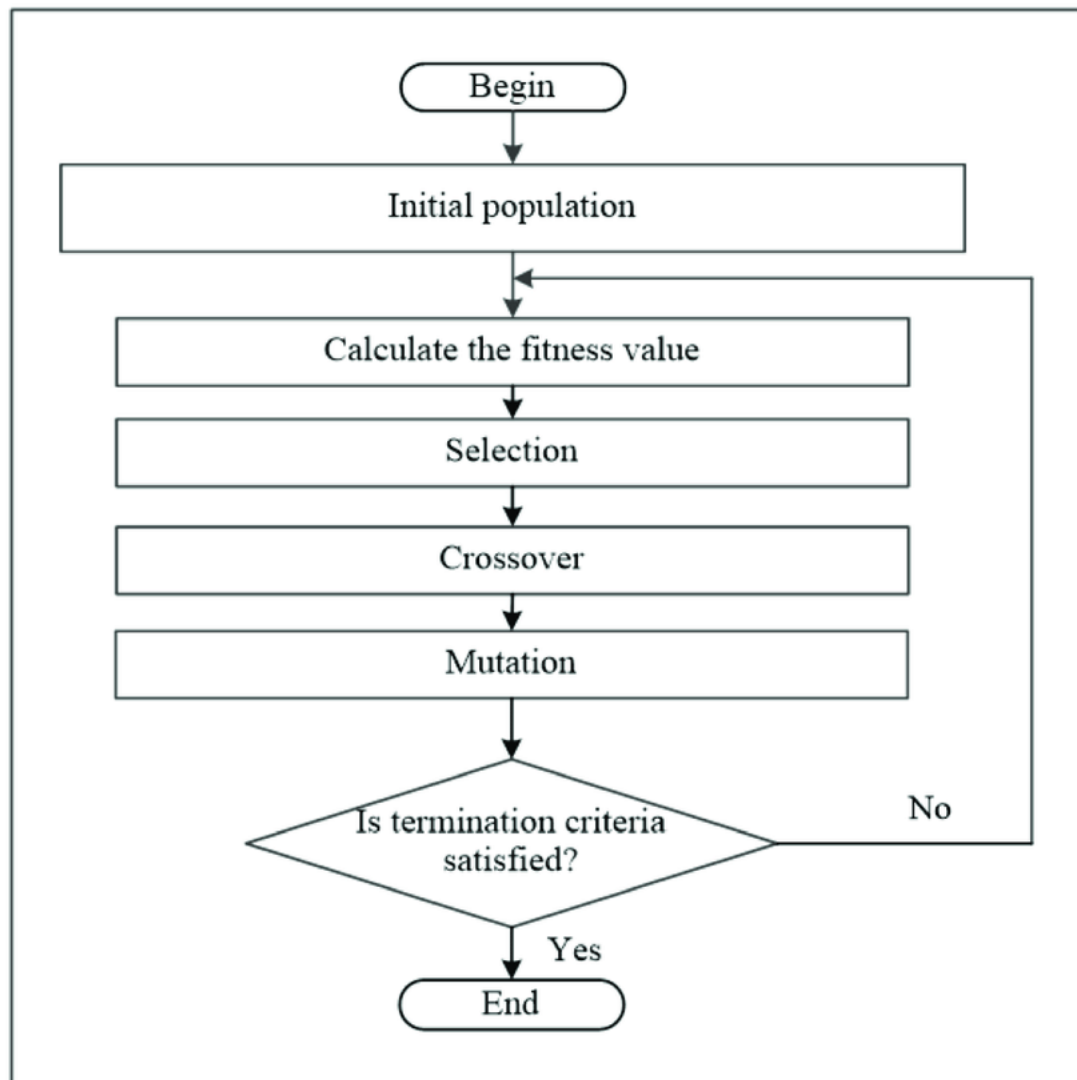 Begin
Initial population
Calculate the fitness value
Selection
Crossover
Mutation
Is termination criteria
satisfied?
No
Yes
End